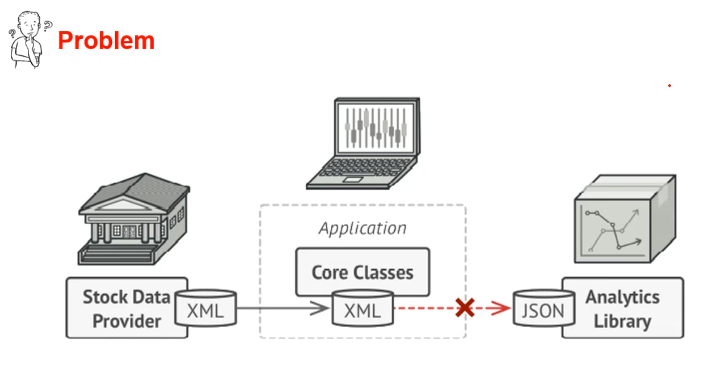 ? ?
Problem
Application
Core Classes
Stock Data
Provider
XML
XML
JSON
Analytics
Library